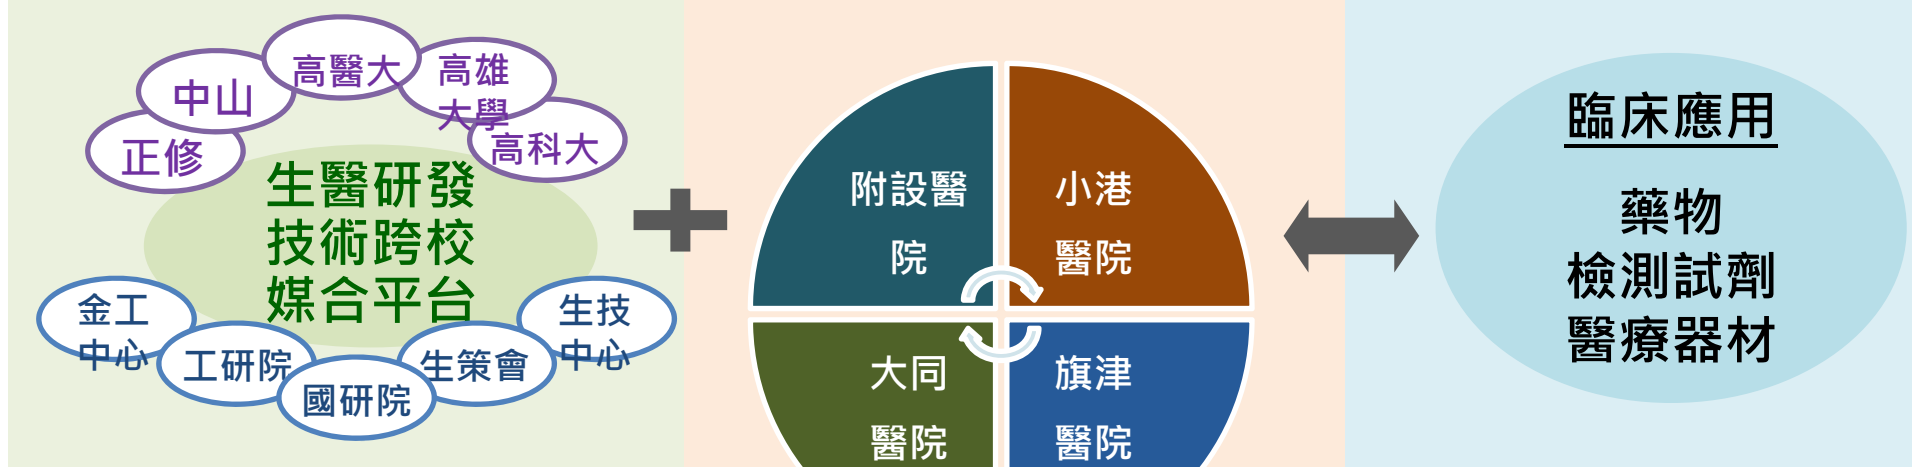 高醫大
高雄
大學
中山
高科大
正修
生醫研發
技術跨校
媒合平台
金工
中心
工研院
國研院
生策會
生技
中心
附設醫
院
小港
醫院
大同
醫院
旗津
醫院
臨床應用
藥物
檢測試劑
醫療器材